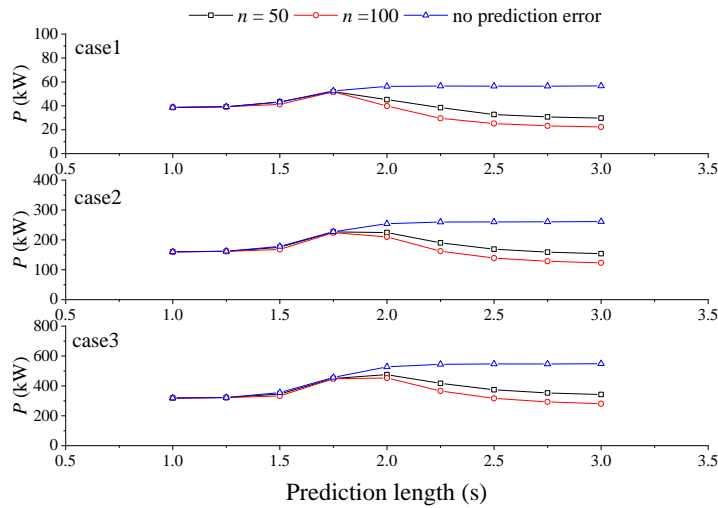 n = 50 n =100 no prediction error
case1
P (kW)
100
80
60
40
20
0
0.5 1.0 1.5 2.0 2.5 3.0 3.5
case2
P (kW)
400
300
200
100
0
0.5 1.0 1.5 2.0 2.5 3.0 3.5
case3
P (kW)
800
600
400
200
0
0.5 1.0 1.5 2.0 2.5 3.0 3.5
Prediction length (s)